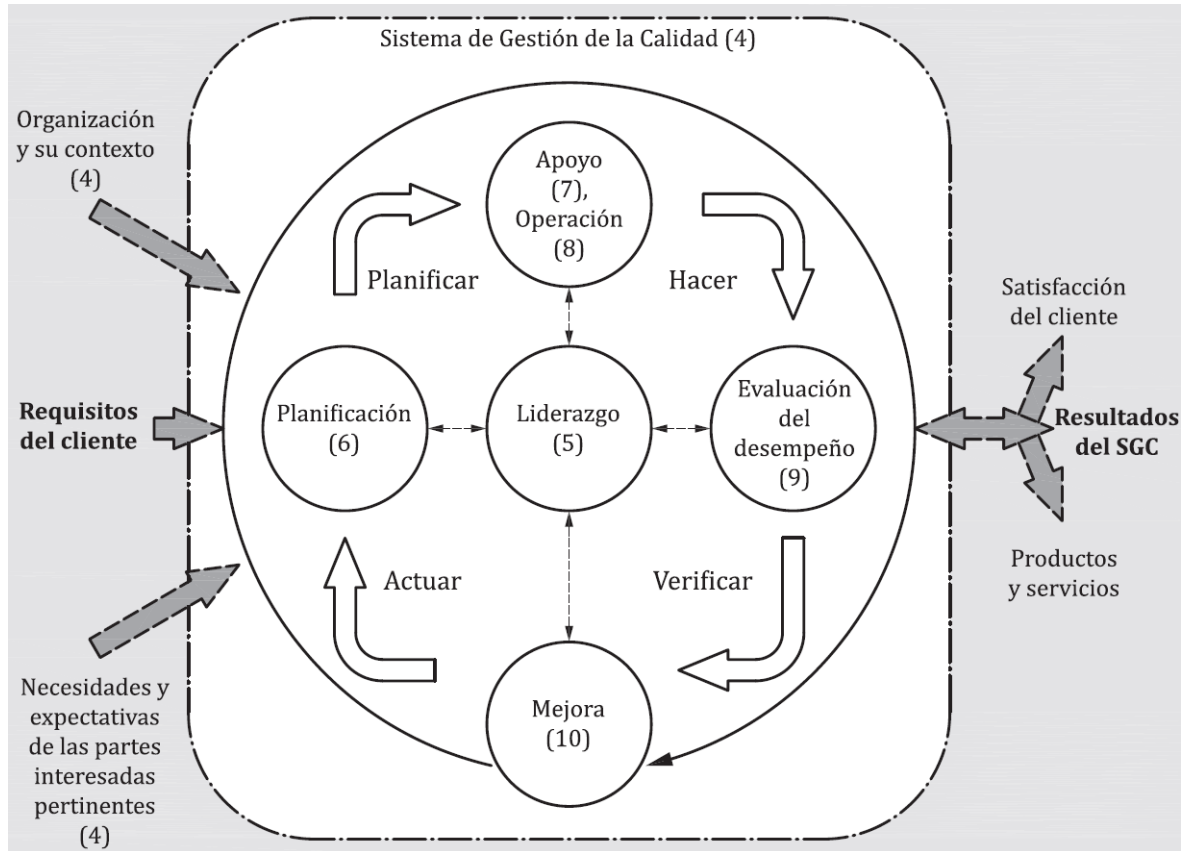 Sistema de Gestión de la Calidad (4)
Organización
y su contexto
(4)
Apoyo
(7),
Operación
(8)
Planificar
Hacer
Satisfacción
del cliente
Requisitos
del cliente
Planificación
(6)
Liderazgo
(5)
Evaluación
del
desempeño
(9)
Resultados
del SGC
Actuar
Verificar
Productos
y servicios
Necesidades y
expectativas
de las partes
interesadas
pertinentes
(4)
Mejora
(10)